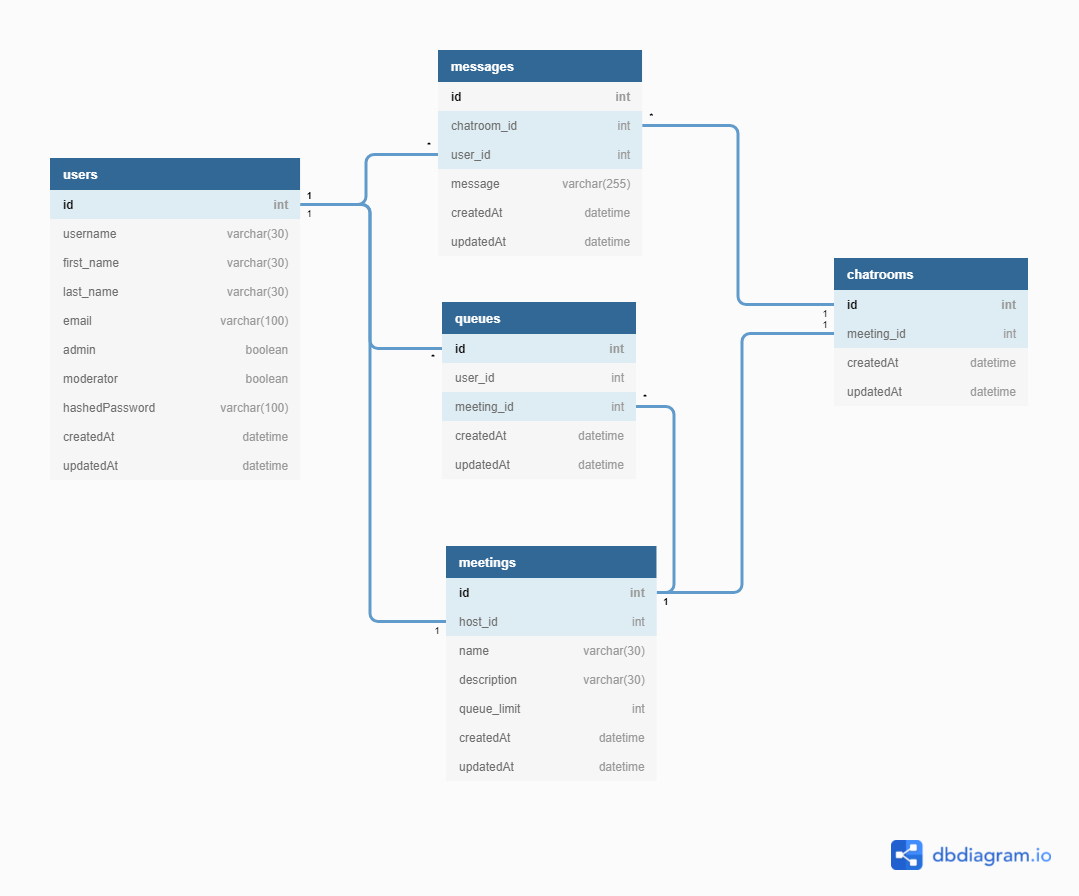 messages
id int
chatroom_id int
user_id int
message varchar(255)
createdAt datetime
updatedAt datetime
*
*
users
id int
username varchar(30)
first_name varchar(30)
last_name varchar(30)
email varchar(100)
admin boolean
moderator boolean
hashedPassword varchar(100)
createdAt datetime
updatedAt datetime
1
1
queues
id int
user_id int
meeting_id int
createdAt datetime
updatedAt datetime
*
*
chatrooms
id int
meeting_id int
createdAt datetime
updatedAt datetime
1
1
meetings
id int
host_id int
name varchar(30)
description varchar(30)
queue_limit int
createdAt datetime
updatedAt datetime
1
1
dbdiagram.io